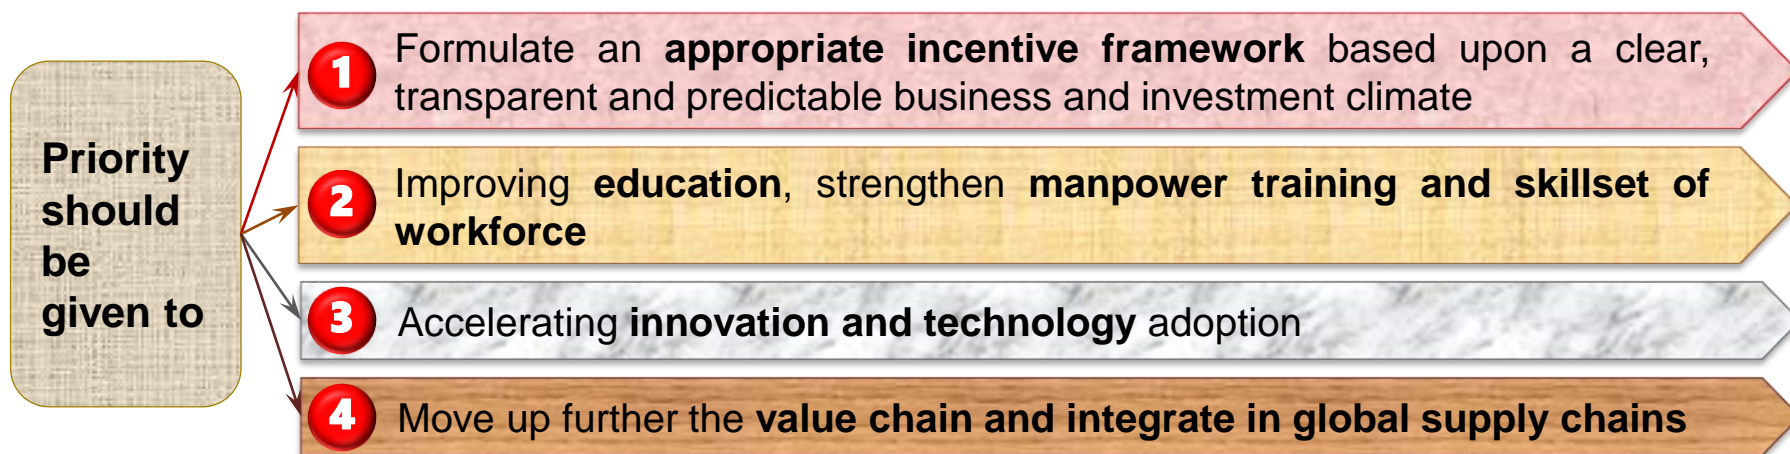 Priority
should
be
given to
1
Formulate an appropriate incentive framework based upon a clear,
transparent and predictable business and investment climate
2
Improving education, strengthen manpower training and skillset of
workforce
3
Accelerating innovation and technology adoption
4
Move up further the value chain and integrate in global supply chains